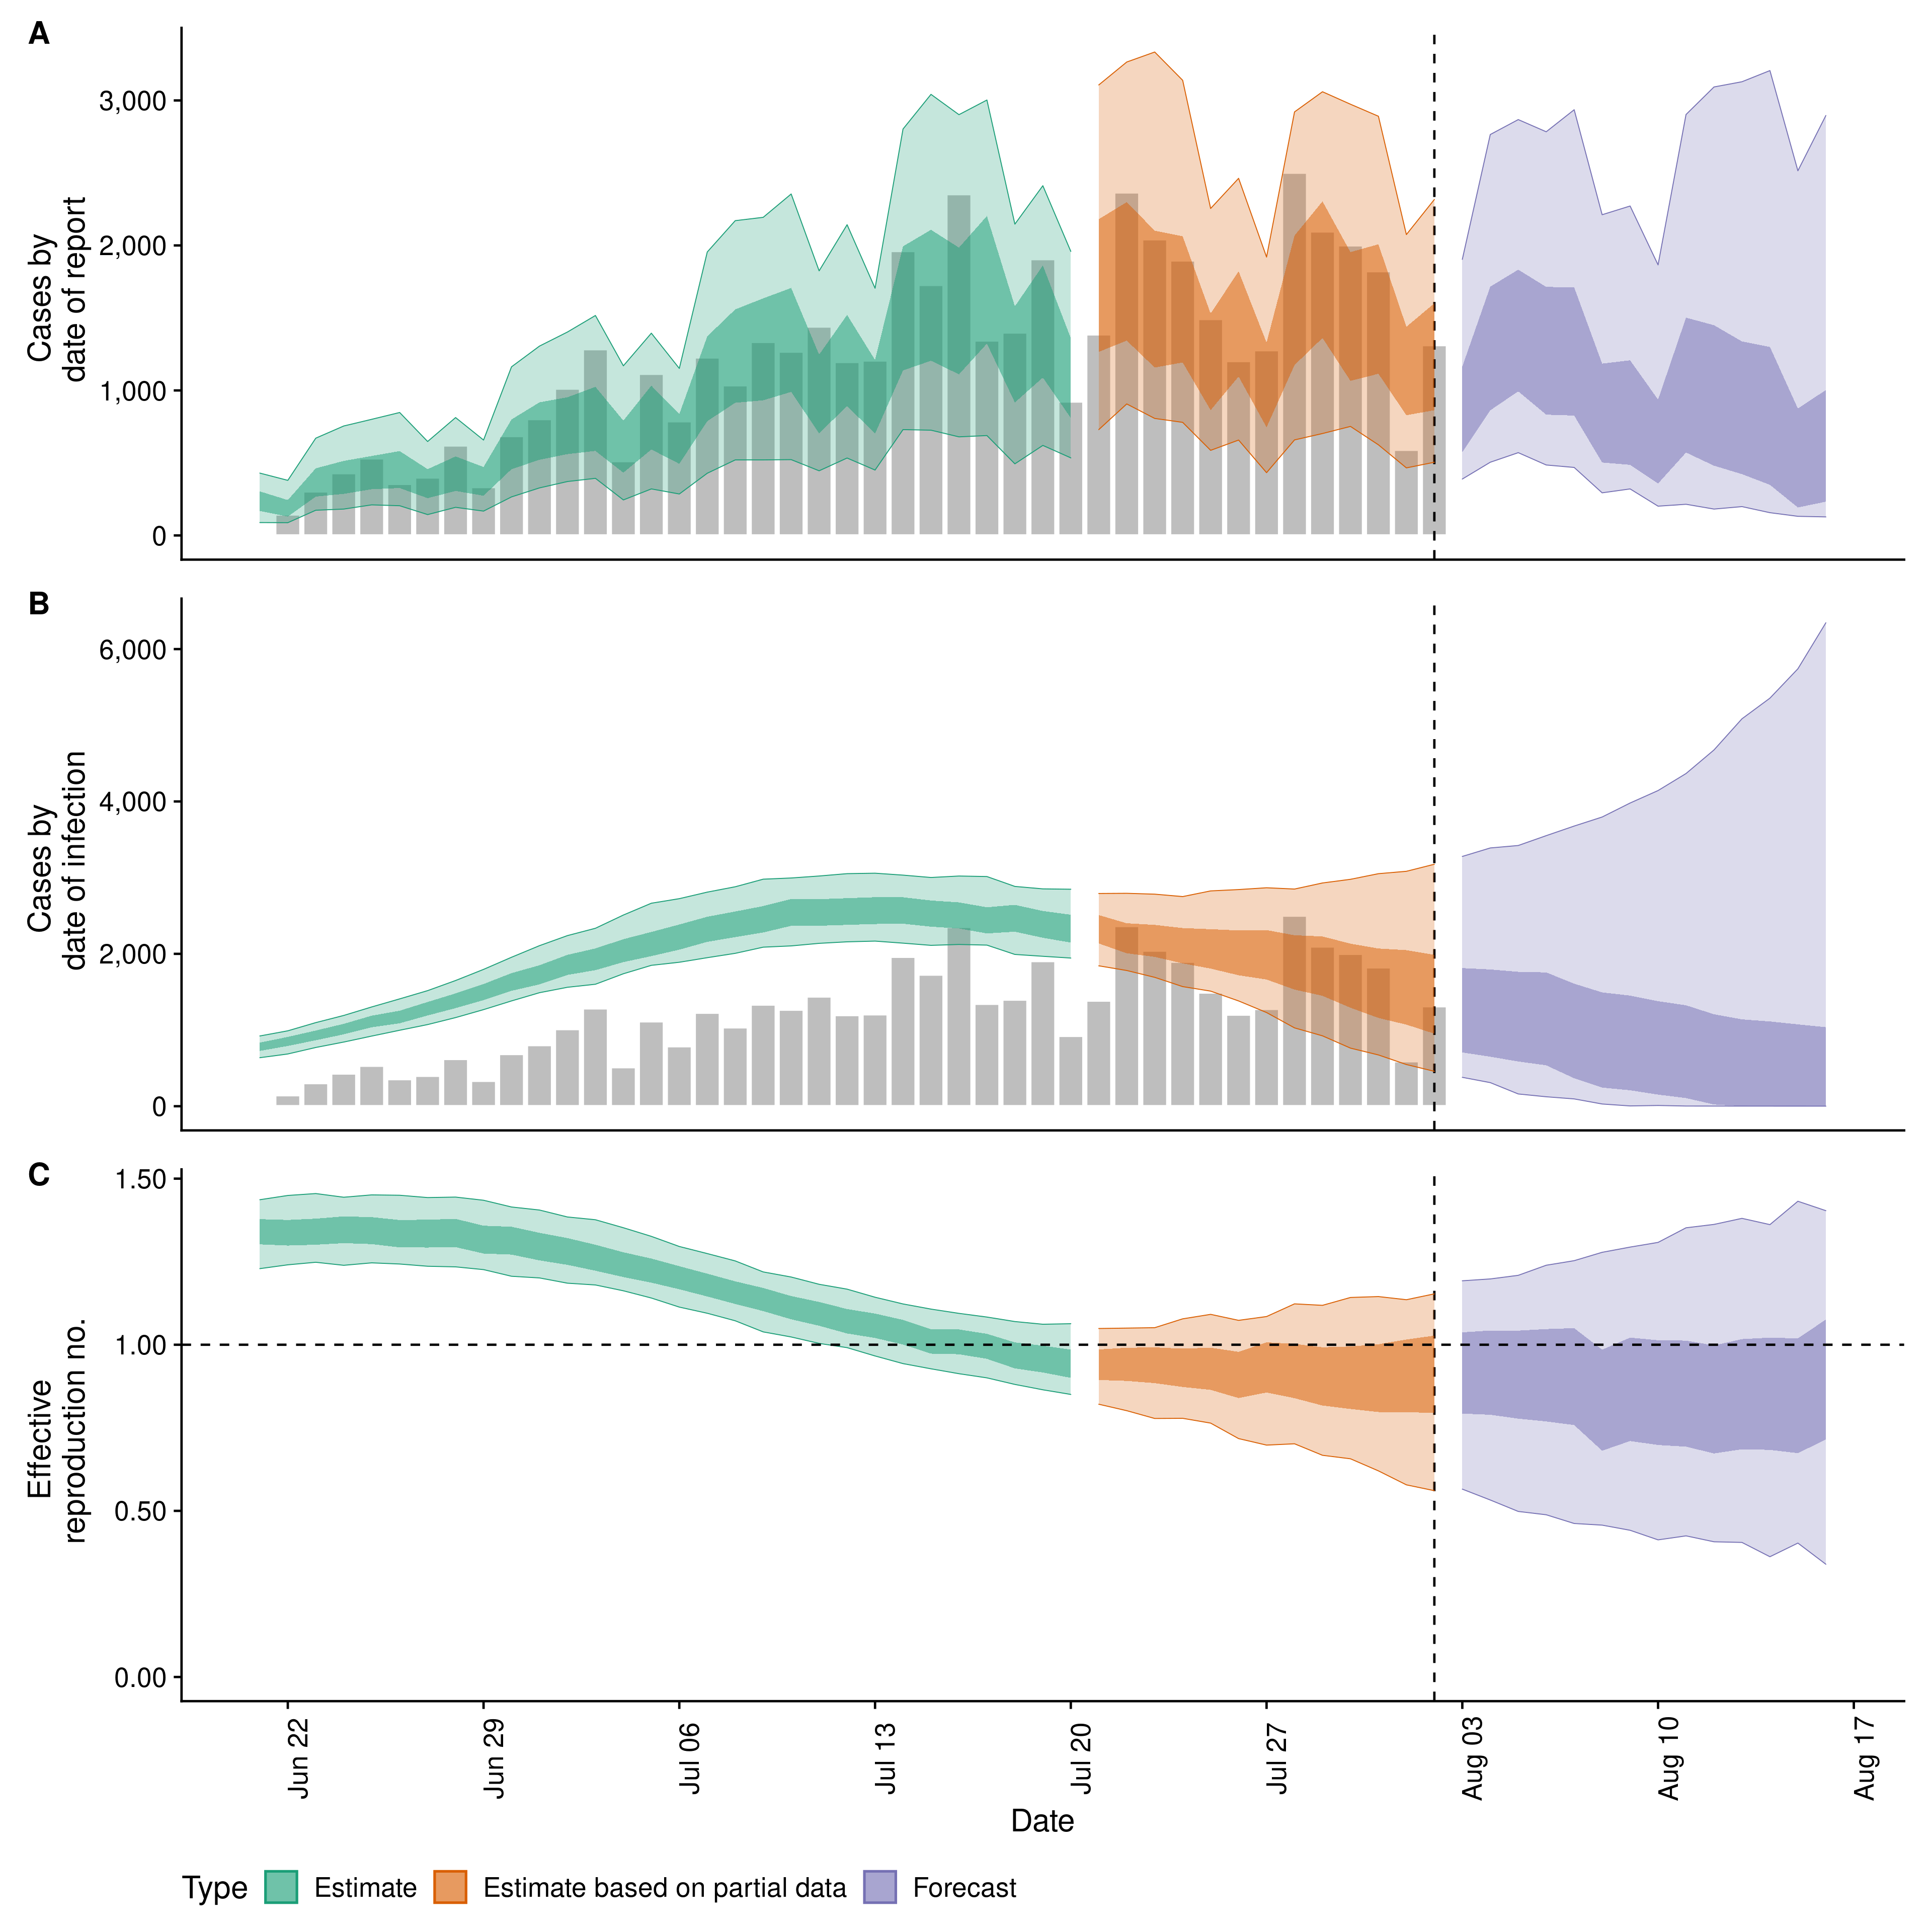 A
Cases by
date of report
3,000
2,000
1,000
0
B
Cases by
date of infection
6,000
4,000
2,000
0
C
Effective
reproduction no.
1.50
1.00
0.50
0.00
Jun 22
Jun 29
Jul 06
Jul 13
Jul 20
Jul 27
Aug 03
Aug 10
Aug 17
Date
Type Estimate Estimate based on partial data Forecast